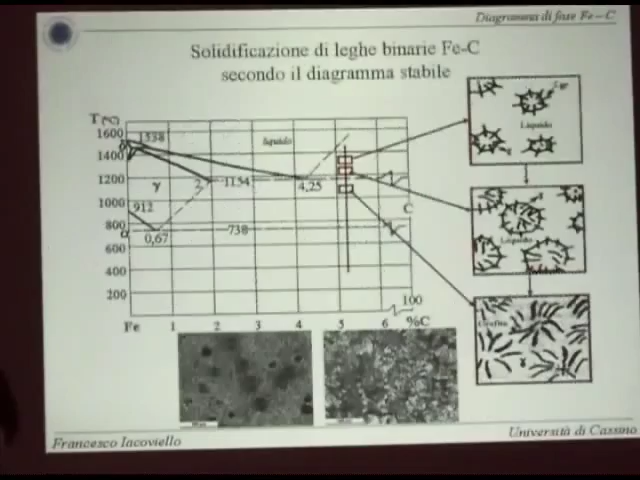 Diagramma di fase Fe-C
Solidificazione di leghe binarie Fe-C
secondo il diagramma stabile
T(°C)
1600
1538
liquido
1400
1200
γ
2
1154
4,25
1000
912
C
800
α
0,67
738
600
400
200
100
Fe
1
2
3
4
5
6
%C
Liquido
Liquido
Grafite
γ
Francesco Iacoviello
Università di Cassino